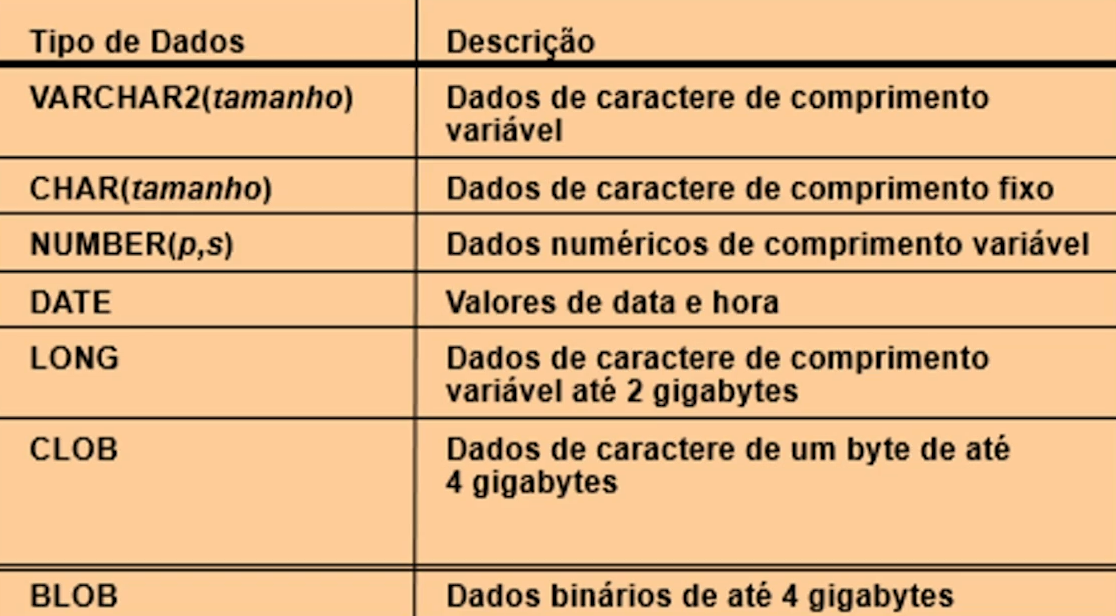 Tipo de Dados Descrição
VARCHAR2(tamanho) Dados de caractere de comprimento
variável
CHAR(tamanho) Dados de caractere de comprimento fixo
NUMBER(p,s) Dados numéricos de comprimento variável
DATE Valores de data e hora
LONG Dados de caractere de comprimento
variável até 2 gigabytes
CLOB Dados de caractere de um byte de até
4 gigabytes
BLOB Dados binários de até 4 gigabytes